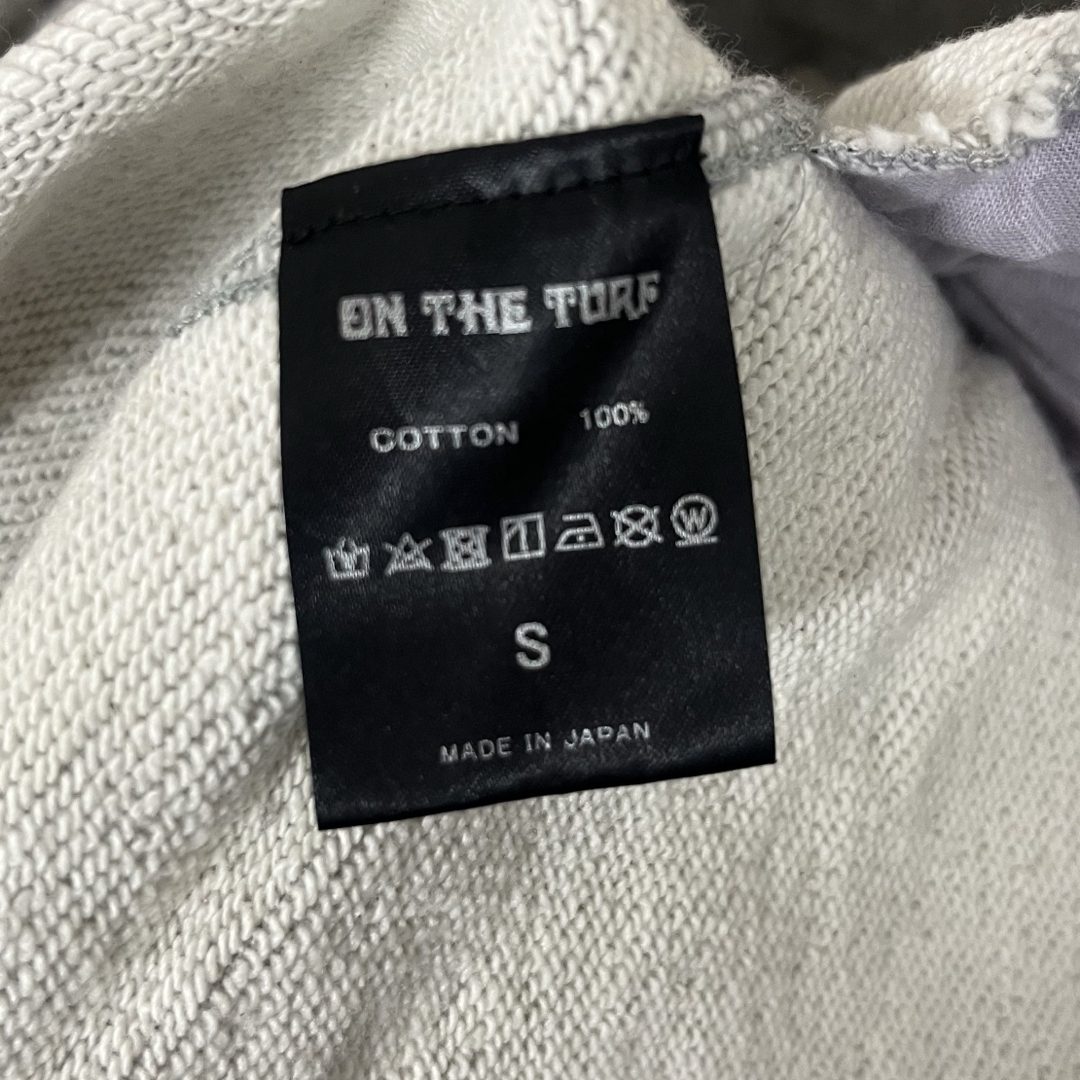 ON THE TURF
COTTON 100%
W
S
MADE IN JAPAN